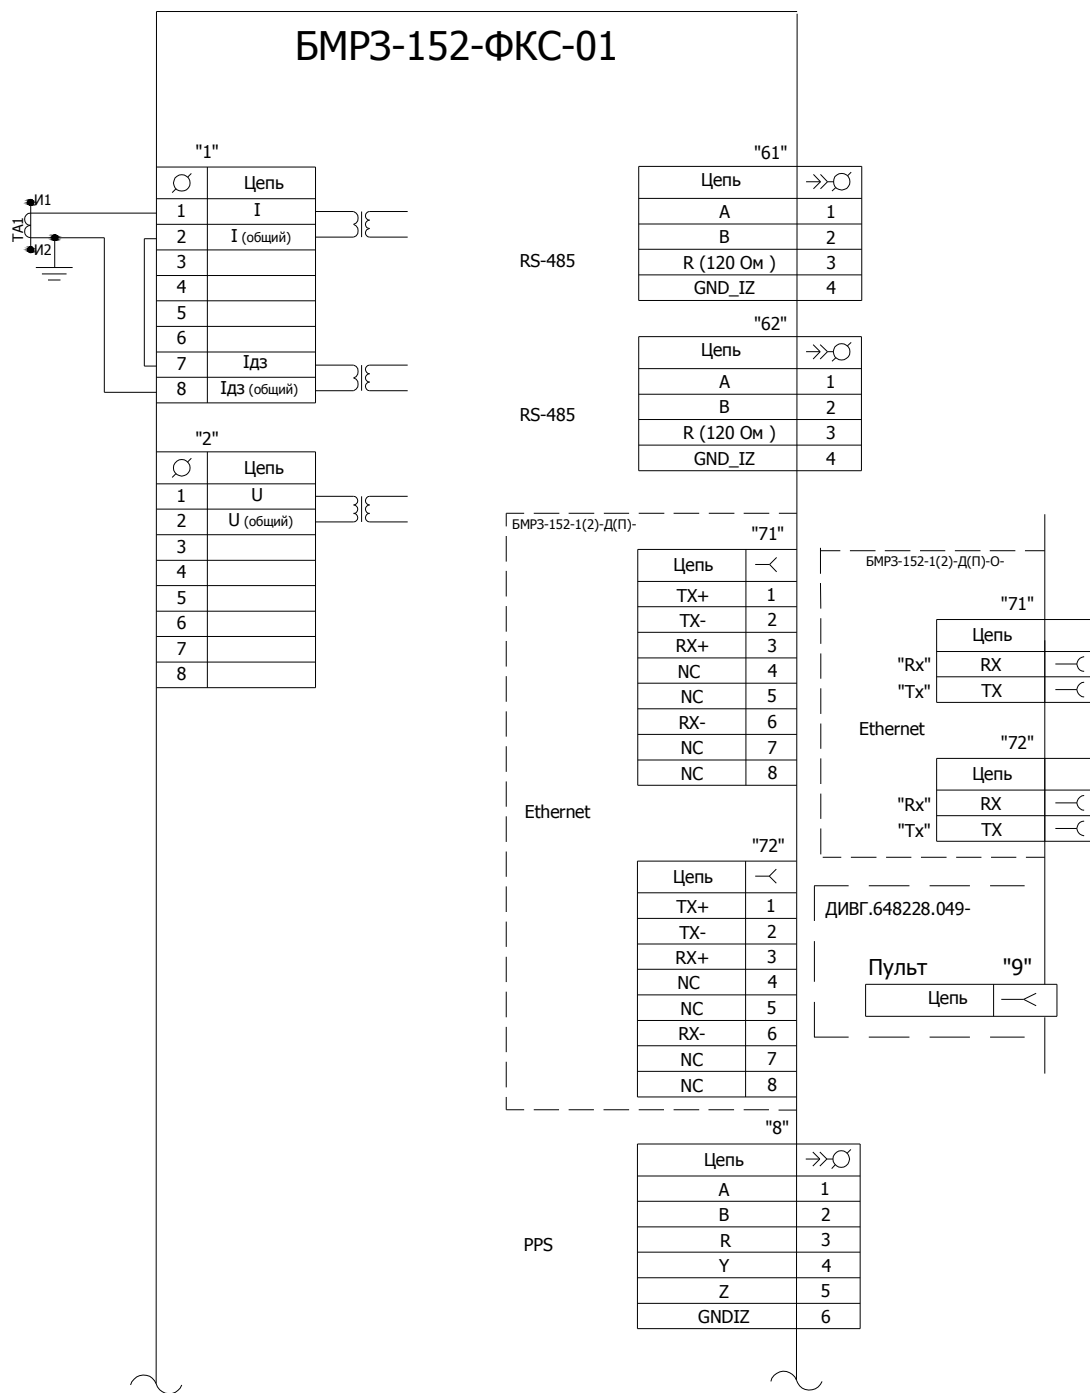 БМРЗ-152-ФКС-01
"1"
Цепь
1 I
2 I (общий)
3
4
5
6
7 Iдз
8 Iдз (общий)
И1
ТА1
И2
"2"
Цепь
1 U
2 U (общий)
3
4
5
6
7
8
"61"
Цепь
RS-485
A 1
B 2
R (120 Ом ) 3
GND_IZ 4
"62"
Цепь
RS-485
A 1
B 2
R (120 Ом ) 3
GND_IZ 4
БМРЗ-152-1(2)-Д(П)-
"71"
Цепь
TX+ 1
TX- 2
RX+ 3
NC 4
NC 5
RX- 6
NC 7
NC 8
Ethernet
"72"
Цепь
TX+ 1
TX- 2
RX+ 3
NC 4
NC 5
RX- 6
NC 7
NC 8
БМРЗ-152-1(2)-Д(П)-О-
"71"
Цепь
"Rx" RX
"Tx" TX
Ethernet
"72"
Цепь
"Rx" RX
"Tx" TX
ДИВГ.648228.049-
Пульт "9"
Цепь
"8"
Цепь
PPS
A 1
B 2
R 3
Y 4
Z 5
GNDIZ 6